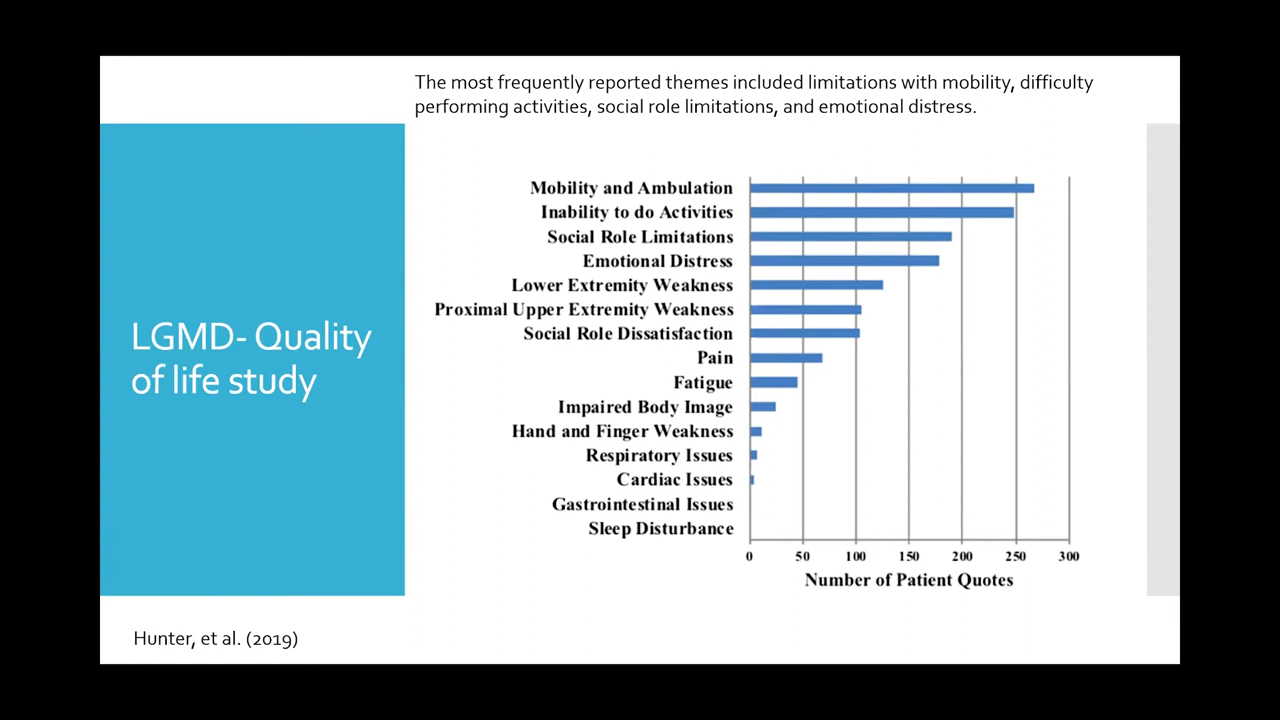 The most frequently reported themes included limitations with mobility, difficulty
performing activities, social role limitations, and emotional distress.
LGMD- Quality
of life study
Mobility and Ambulation
Inability to do Activities
Social Role Limitations
Emotional Distress
Lower Extremity Weakness
Proximal Upper Extremity Weakness
Social Role Dissatisfaction
Pain
Fatigue
Impaired Body Image
Hand and Finger Weakness
Respiratory Issues
Cardiac Issues
Gastrointestinal Issues
Sleep Disturbance
0 50 100 150 200 250 300
Number of Patient Quotes
Hunter, et al. (2019)